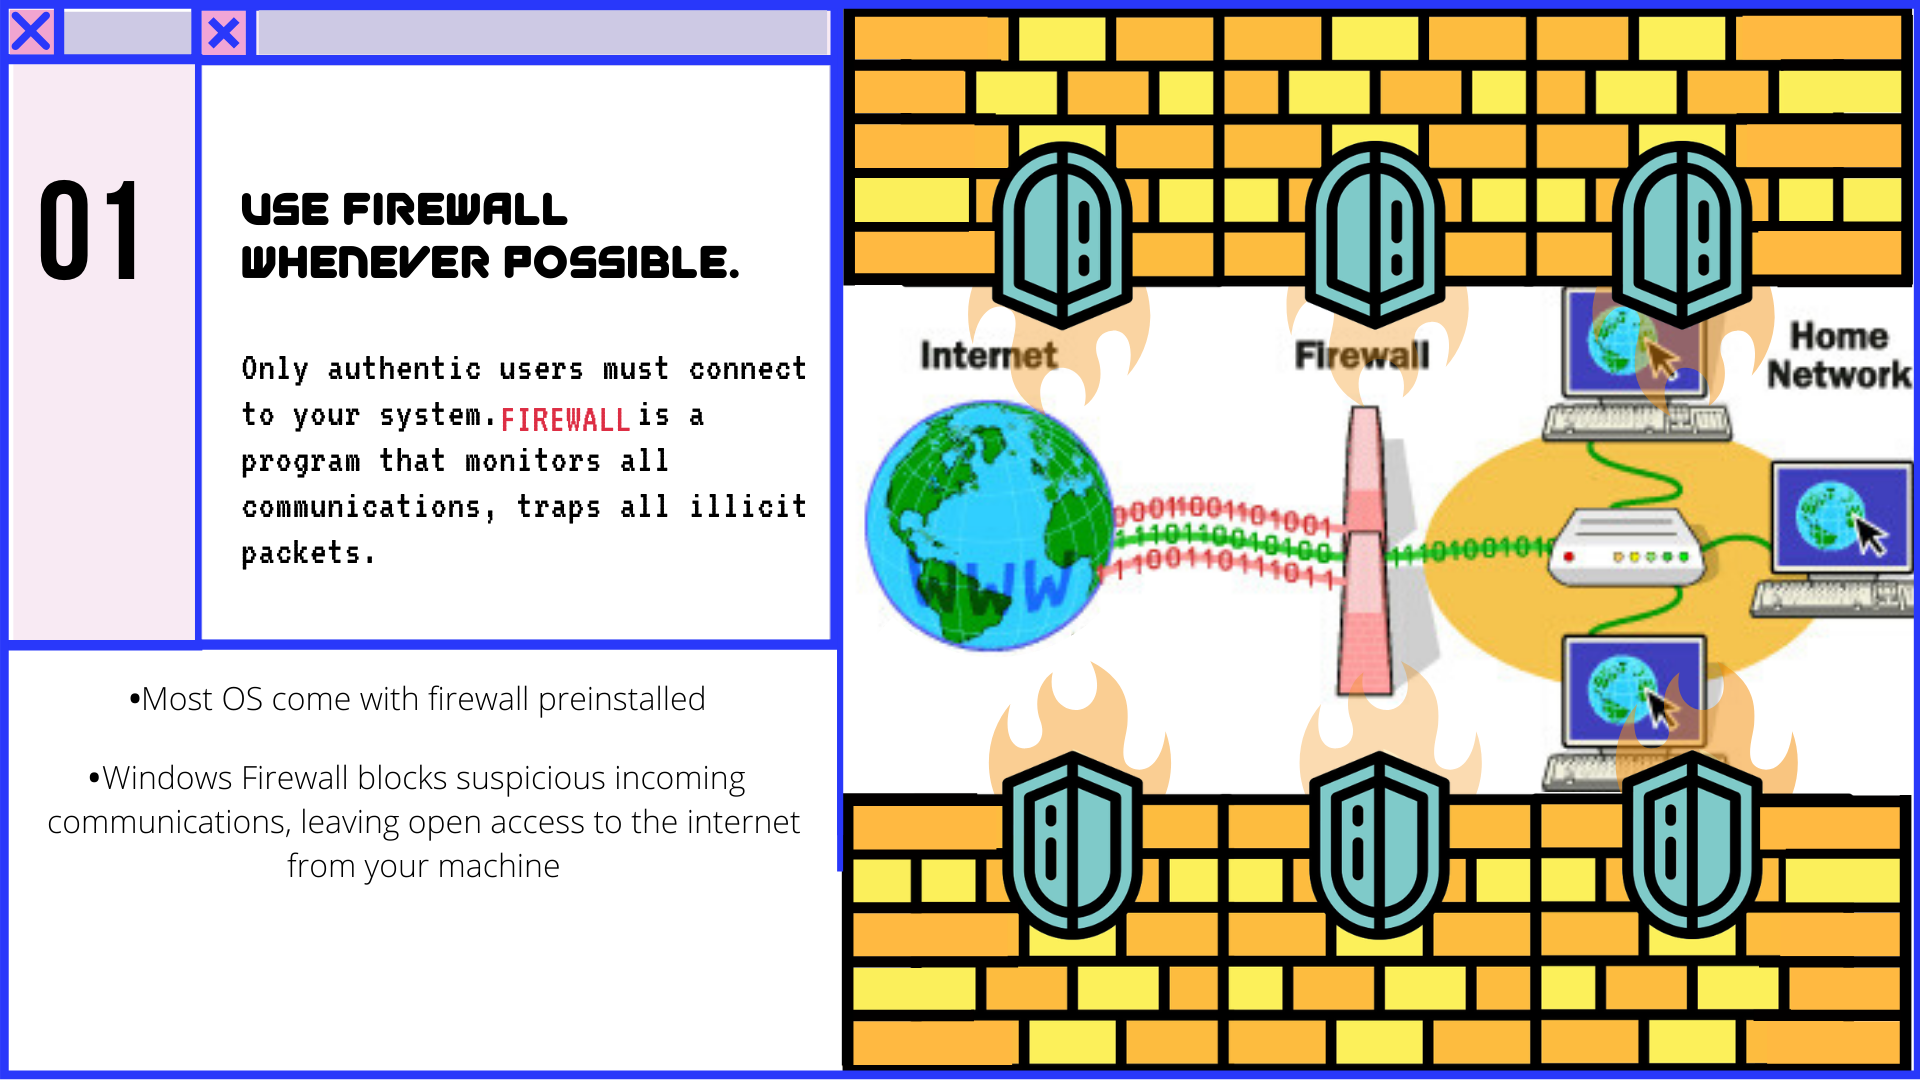 01
USE FIREWALL
WHENEVER POSSIBLE.
Only authentic users must connect
to your system. FIREWALL is a
program that monitors all
communications, traps all illicit
packets.
•Most OS come with firewall preinstalled
•Windows Firewall blocks suspicious incoming
communications, leaving open access to the internet
from your machine
Internet
Firewall
Home
Network
WWW